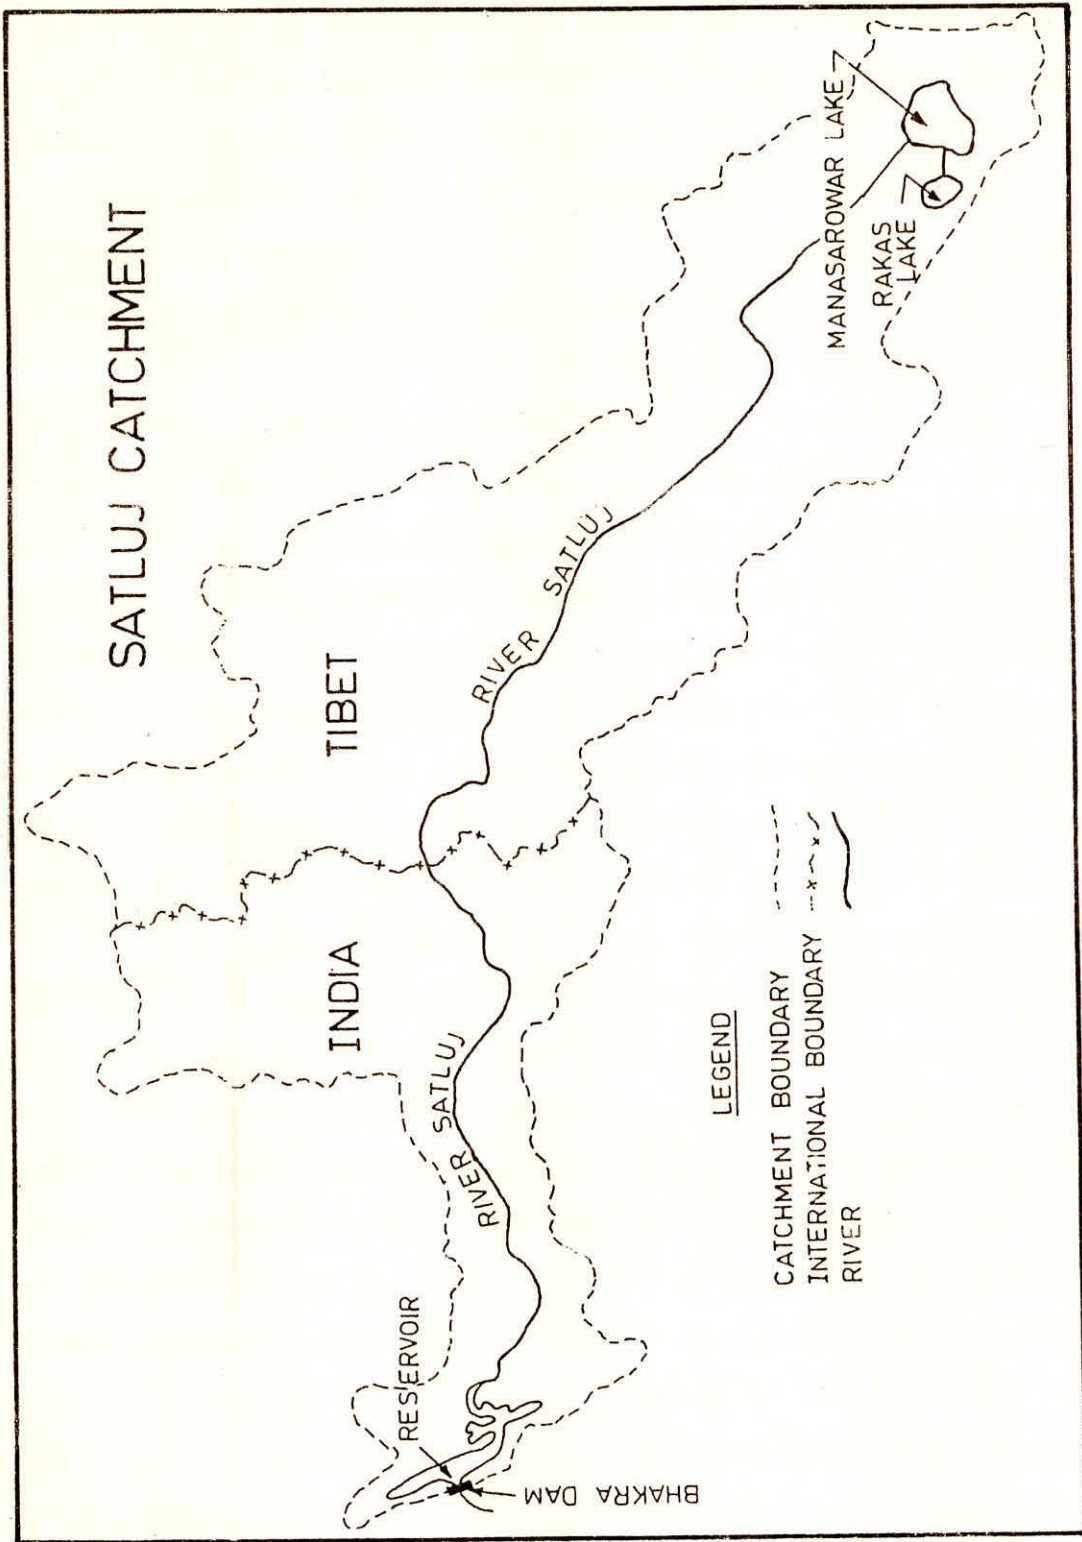 SATLUJ CATCHMENT
TIBET
INDIA
RIVER SATLUJ
RIVER SATLUJ
MANASAROWAR LAKE
RAKAS
LAKE
RESERVOIR
BHAKRA DAM
LEGEND
CATCHMENT BOUNDARY
INTERNATIONAL BOUNDARY
RIVER